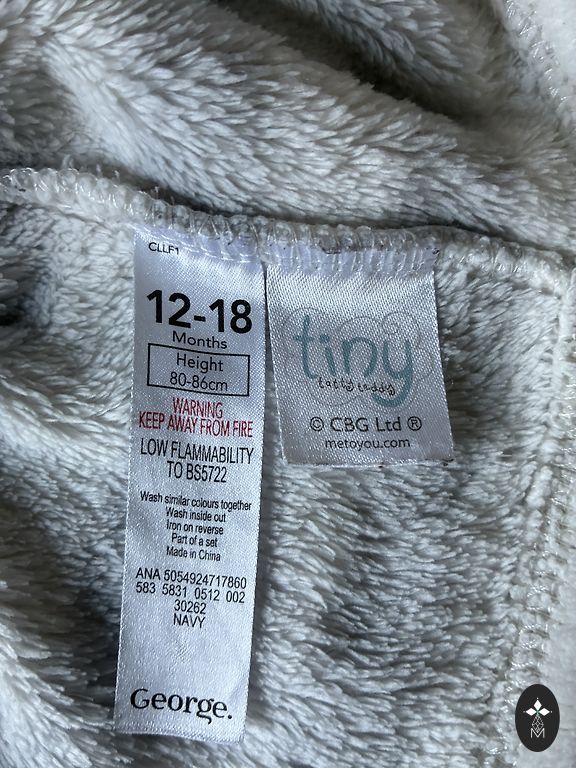 CLLF1
12-18
Months
Height
80-86cm
WARNING
KEEP AWAY FROM FIRE
LOW FLAMMABILITY
TO BS5722
Wash similar colours together
Wash inside out
Iron on reverse
Part of a set
Made in China
ANA 5054924717860
583 5831 0512 002
30262
NAVY
George.
tiny
tatty teddy
© CBG Ltd ®
metoyou.com
M